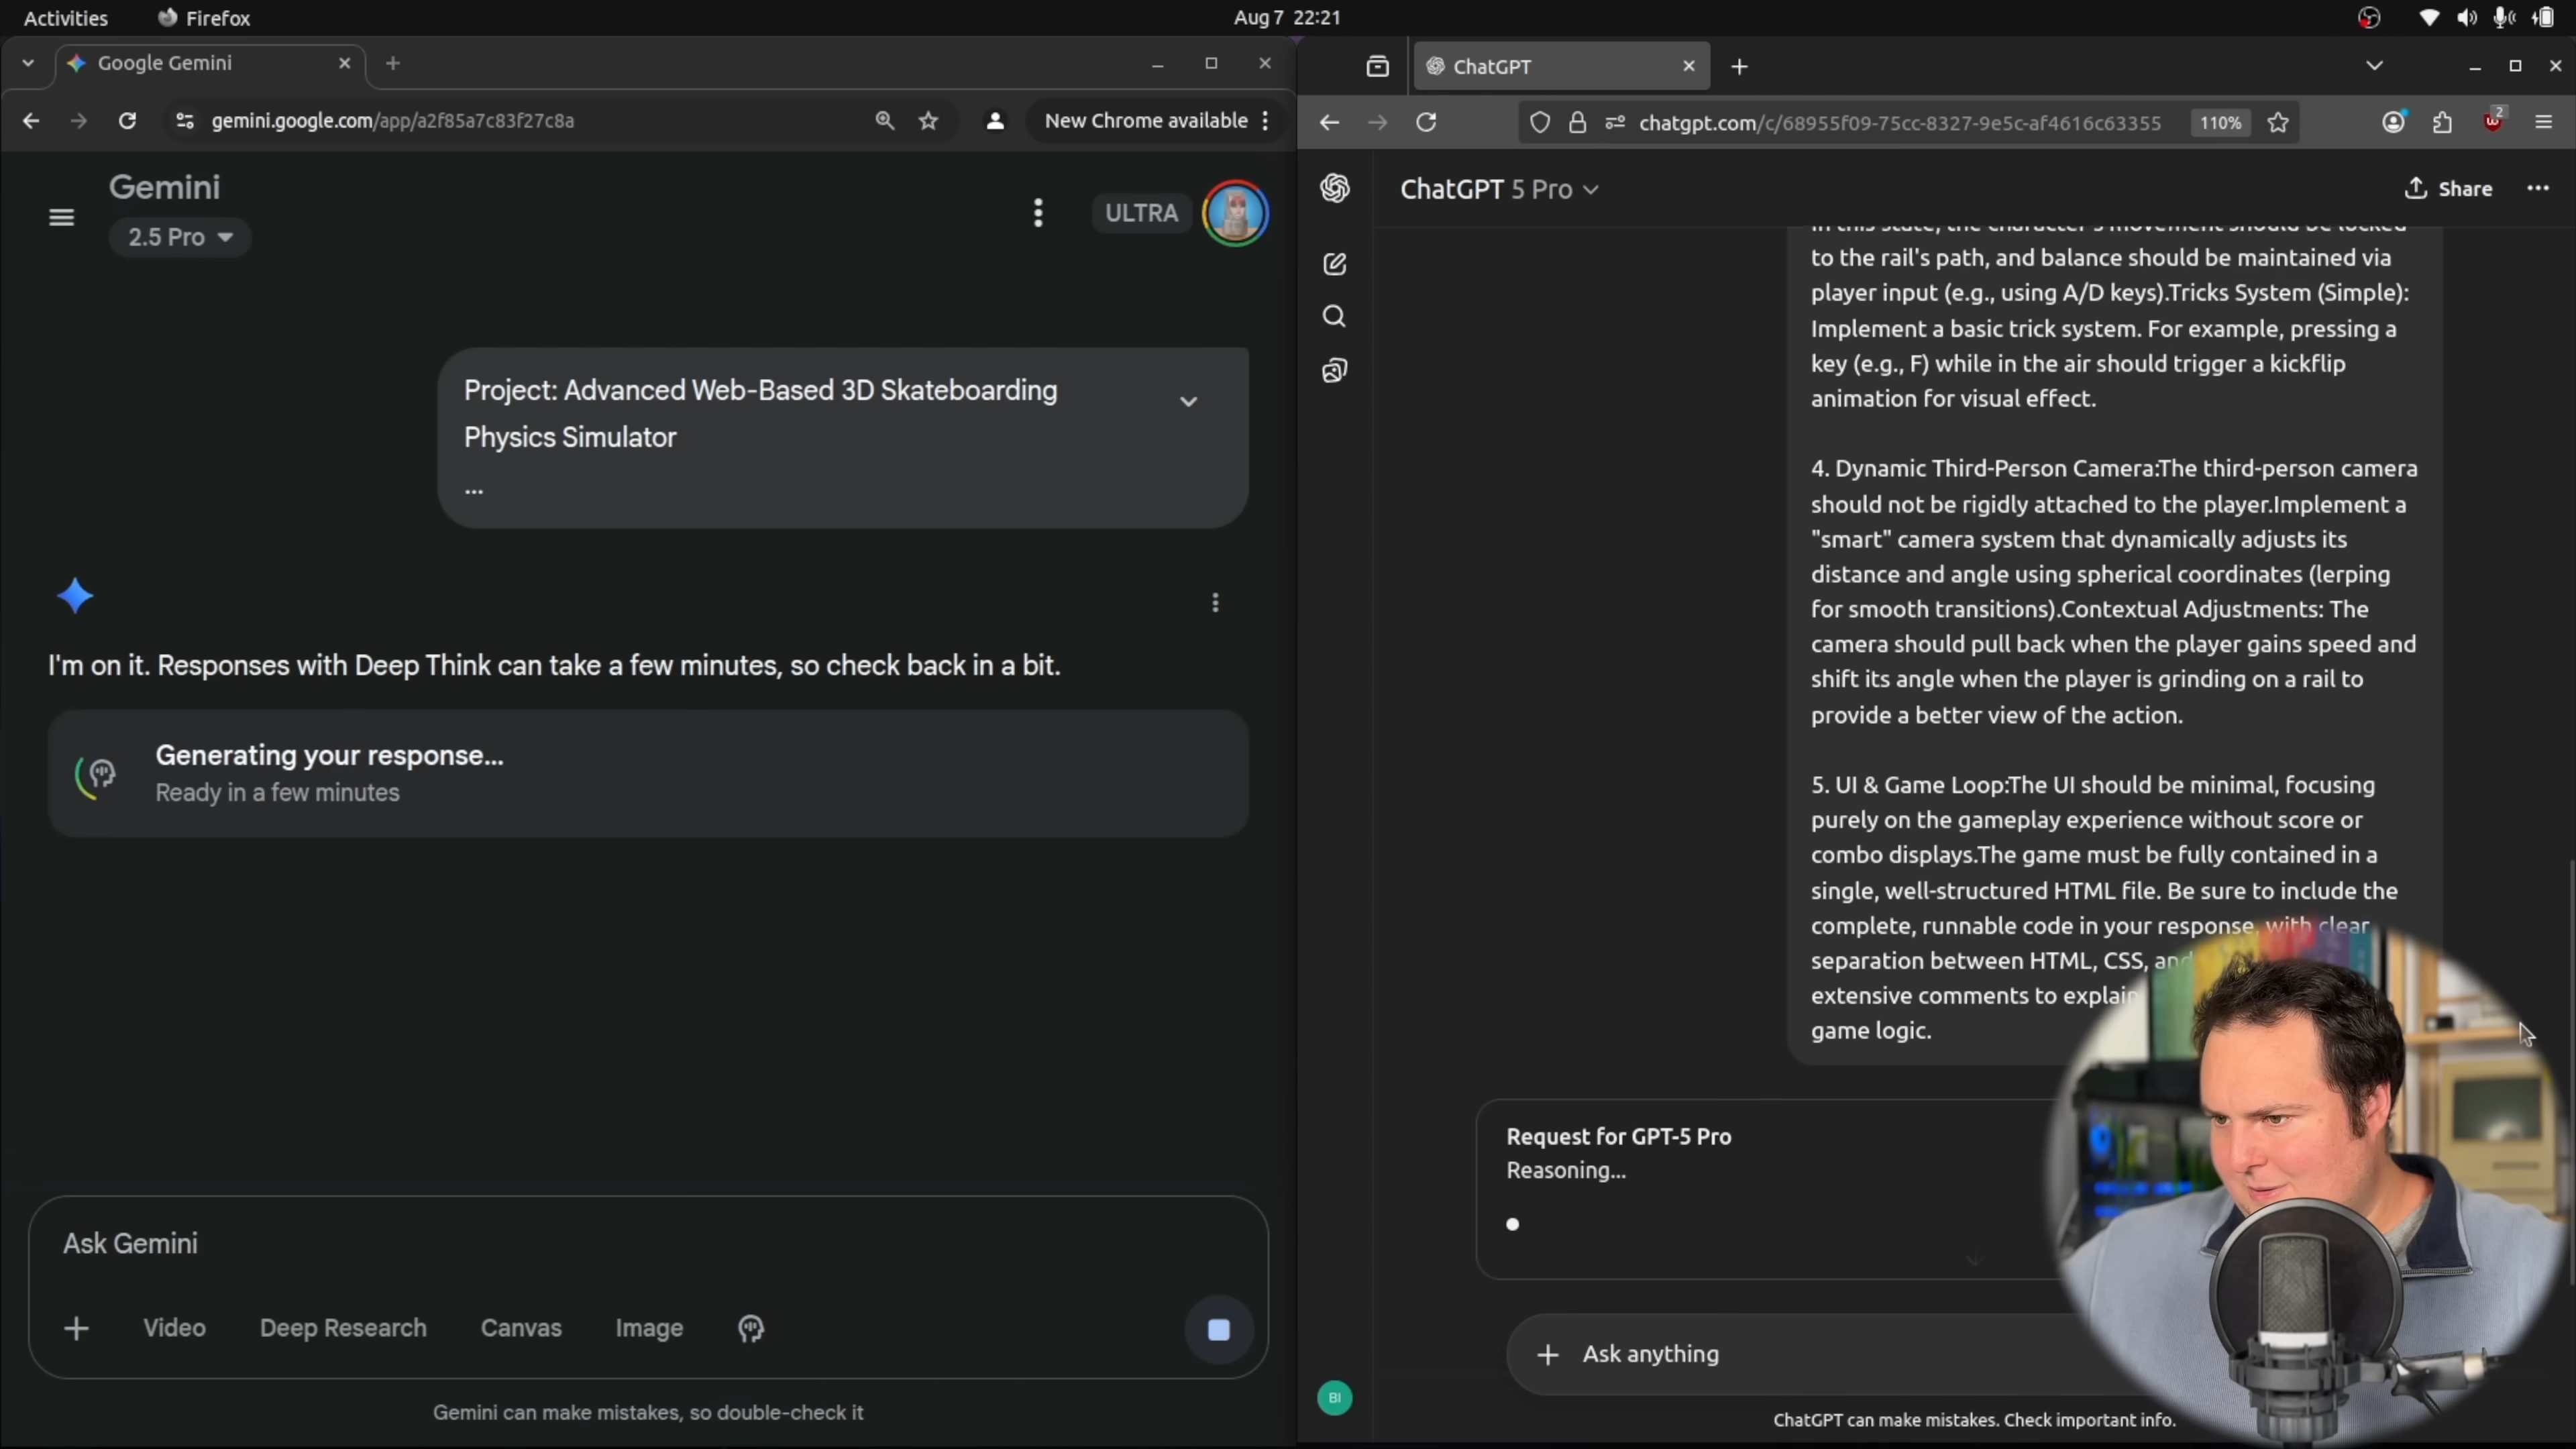 Activities
Firefox
Aug 7 22:21
Google Gemini
gemini.google.com/app/a2f85a7c83f27c8a
New Chrome available
Gemini
2.5 Pro
ULTRA
Project: Advanced Web-Based 3D Skateboarding
Physics Simulator
...
I'm on it. Responses with Deep Think can take a few minutes, so check back in a bit.
Generating your response...
Ready in a few minutes
Ask Gemini
Video
Deep Research
Canvas
Image
Gemini can make mistakes, so double-check it
ChatGPT
chatgpt.com/c/68955f09-75cc-8327-9e5c-af4616c63355
110%
2
ChatGPT 5 Pro
Share
In this state, the character's movement should be locked
to the rail's path, and balance should be maintained via
player input (e.g., using A/D keys).Tricks System (Simple):
Implement a basic trick system. For example, pressing a
key (e.g., F) while in the air should trigger a kickflip
animation for visual effect.
4. Dynamic Third-Person Camera:The third-person camera
should not be rigidly attached to the player.Implement a
"smart" camera system that dynamically adjusts its
distance and angle using spherical coordinates (lerping
for smooth transitions).Contextual Adjustments: The
camera should pull back when the player gains speed and
shift its angle when the player is grinding on a rail to
provide a better view of the action.
5. UI & Game Loop:The UI should be minimal, focusing
purely on the gameplay experience without score or
combo displays.The game must be fully contained in a
single, well-structured HTML file. Be sure to include the
complete, runnable code in your response, with clear
separation between HTML, CSS, and
extensive comments to explain
game logic.
Request for GPT-5 Pro
Reasoning...
Ask anything
BI
ChatGPT can make mistakes. Check important info.